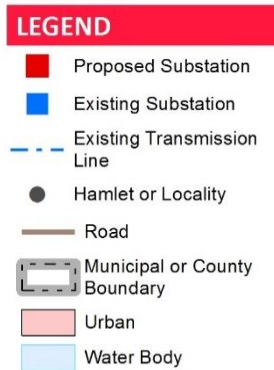 LEGEND
Proposed Substation
Existing Substation
Existing Transmission
Line
Hamlet or Locality
Road
Municipal or County
Boundary
Urban
Water Body